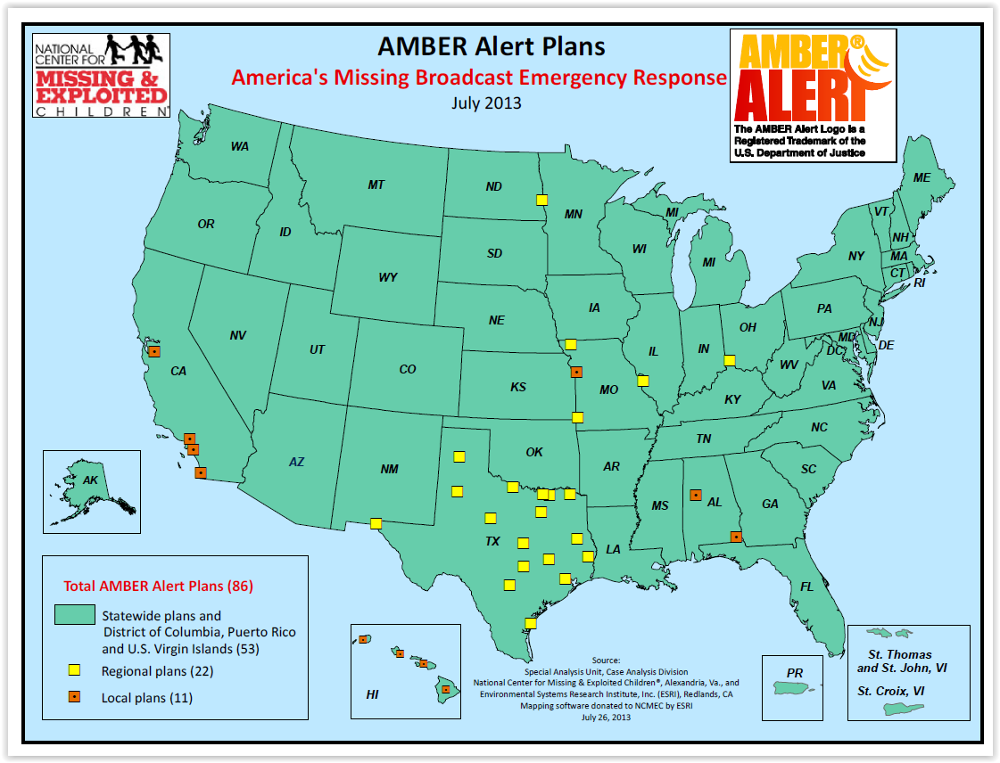 NATIONAL
CENTER FOR
MISSING &
EXPLOITED
CHILDREN®
AMBER Alert Plans
America's Missing Broadcast Emergency Response
July 2013
AMBER®
ALERT
The AMBER Alert Logo is a
Registered Trademark of the
U.S. Department of Justice
WA
MT
ND
MN
MI
ME
VT
NH
OR
ID
SD
WI
MI
NY
MA
CT
RI
WY
IA
PA
NE
OH
NJ
NV
UT
IL
IN
MD
DE
DC
CA
CO
KS
MO
WV
VA
KY
AZ
NM
OK
TN
NC
AR
SC
AK
MS
AL
GA
TX
LA
FL
HI
PR
St. Thomas
and St. John, VI
St. Croix, VI
Total AMBER Alert Plans (86)
Statewide plans and
District of Columbia, Puerto Rico
and U.S. Virgin Islands (53)
Regional plans (22)
Local plans (11)
Source:
Special Analysis Unit, Case Analysis Division
National Center for Missing & Exploited Children®, Alexandria, Va., and
Environmental Systems Research Institute, Inc. (ESRI), Redlands, CA
Mapping software donated to NCMEC by ESRI
July 26, 2013